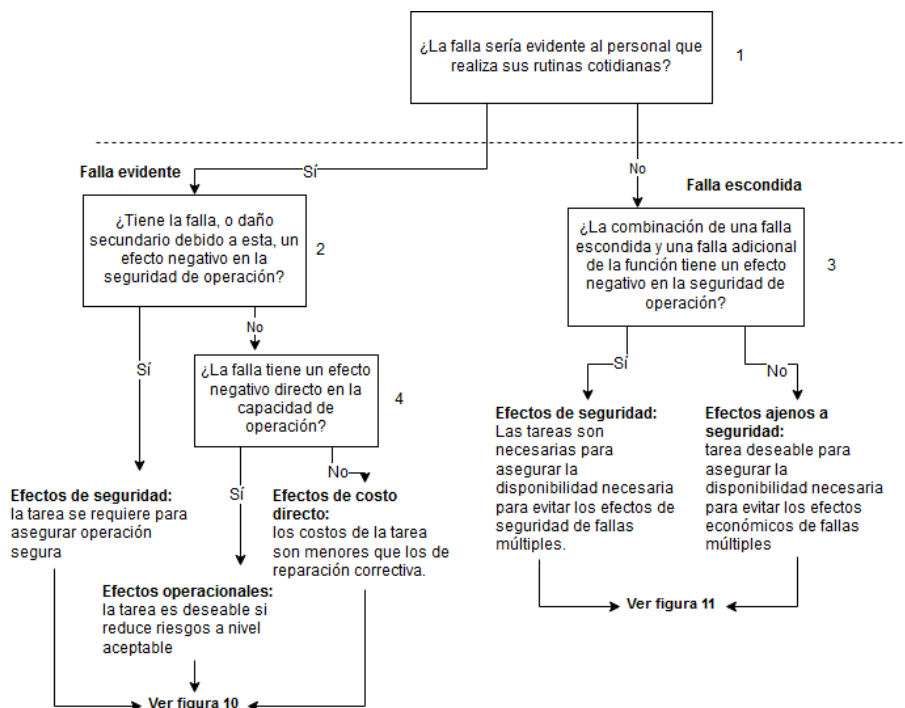 ¿La falla sería evidente al personal que
realiza sus rutinas cotidianas?
1
Falla evidente
Sí
No
Falla escondida
¿Tiene la falla, o daño
secundario debido a esta, un
efecto negativo en la
seguridad de operación?
2
¿La combinación de una falla
escondida y una falla adicional
de la función tiene un efecto
negativo en la seguridad de
operación?
3
Sí
No
¿La falla tiene un efecto
negativo directo en la
capacidad de
operación?
4
Sí
No
Sí
No
Efectos de seguridad:
la tarea se requiere para
asegurar operación
segura
Efectos operacionales:
la tarea es deseable si
reduce riesgos a nivel
aceptable
Efectos de costo
directo:
los costos de la tarea
son menores que los de
reparación correctiva.
Efectos de seguridad:
Las tareas son
necesarias para
asegurar la
disponibilidad necesaria
para evitar los efectos de
seguridad de fallas
múltiples.
Efectos ajenos a
seguridad:
tarea deseable para
asegurar la
disponibilidad necesaria
para evitar los efectos
económicos de fallas
múltiples
Ver figura 11
Ver figura 10